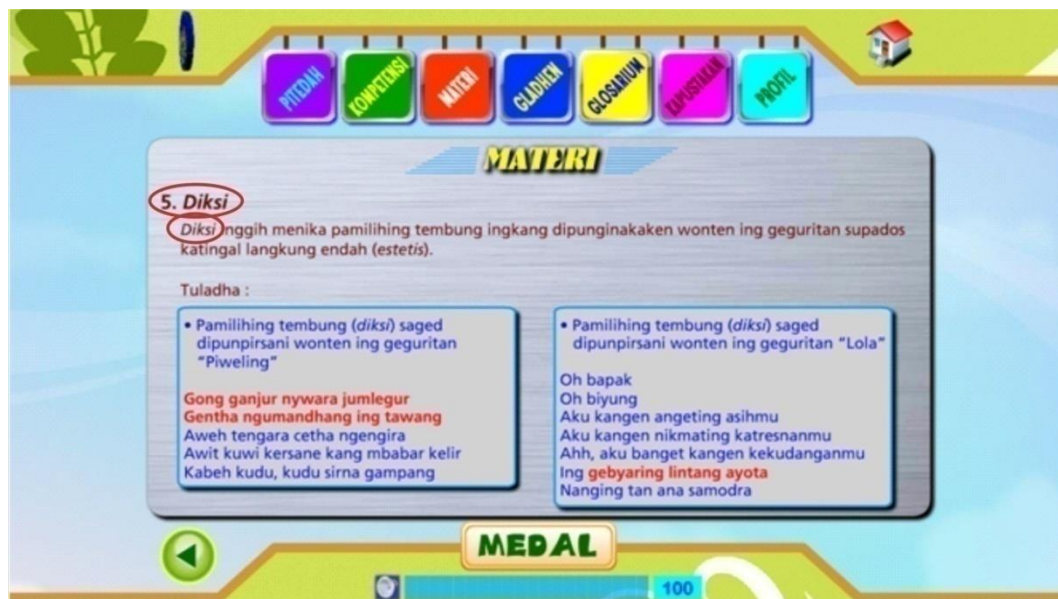 PITEDAH
KOMPETENSI
MATERI
GLADHEN
GLOSARIUM
KAPUSTAKAN
PROFIL
MATERI
5. Diksi
Diksi inggih menika pamilihing tembung ingkang dipunginakaken wonten ing geguritan supados
katingal langkung endah (estetis).
Tuladha :
• Pamilihing tembung (diksi) saged
dipunpirsani wonten ing geguritan
"Piweling"
Gong ganjur nywara jumlegur
Gentha ngumandhang ing tawang
Aweh tengara cetha ngengira
Awit kuwi kersane kang mbabar kelir
Kabeh kudu, kudu sirna gampang
• Pamilihing tembung (diksi) saged
dipunpirsani wonten ing geguritan "Lola"
Oh bapak
Oh biyung
Aku kangen angeting asihmu
Aku kangen nikmating katresnanmu
Ahh, aku banget kangen kekudanganmu
Ing gebyaring lintang ayota
Nanging tan ana samodra
MEDAL
100